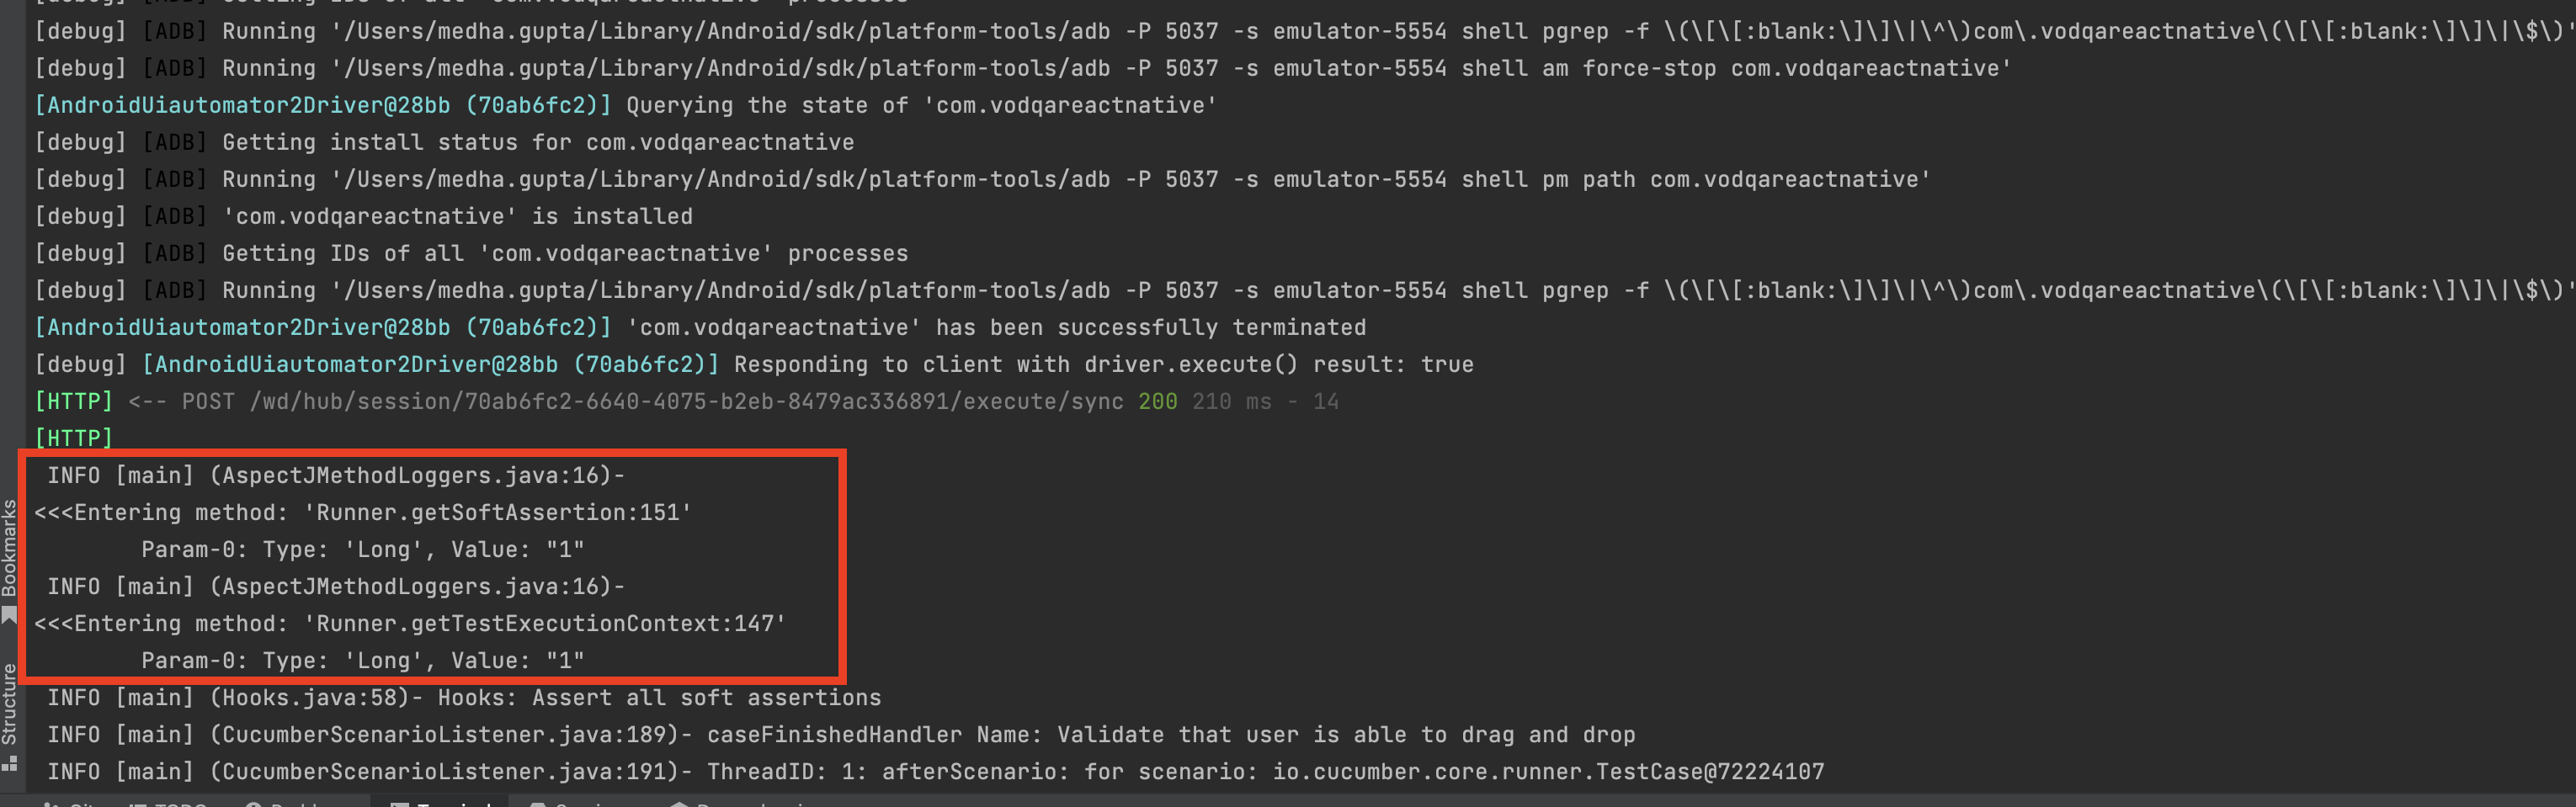 [debug] [ADB] Running '/Users/medha.gupta/Library/Android/sdk/platform-tools/adb -P 5037 -s emulator-5554 shell pgrep -f \(\[\[:blank:\]\]\|\^\)com\.vodqareactnative\(\[\[:blank:\]\]\|\$\)'
[debug] [ADB] Running '/Users/medha.gupta/Library/Android/sdk/platform-tools/adb -P 5037 -s emulator-5554 shell am force-stop com.vodqareactnative'
[AndroidUiautomator2Driver@28bb (70ab6fc2)] Querying the state of 'com.vodqareactnative'
[debug] [ADB] Getting install status for com.vodqareactnative
[debug] [ADB] Running '/Users/medha.gupta/Library/Android/sdk/platform-tools/adb -P 5037 -s emulator-5554 shell pm path com.vodqareactnative'
[debug] [ADB] 'com.vodqareactnative' is installed
[debug] [ADB] Getting IDs of all 'com.vodqareactnative' processes
[debug] [ADB] Running '/Users/medha.gupta/Library/Android/sdk/platform-tools/adb -P 5037 -s emulator-5554 shell pgrep -f \(\[\[:blank:\]\]\|\^\)com\.vodqareactnative\(\[\[:blank:\]\]\|\$\)'
[AndroidUiautomator2Driver@28bb (70ab6fc2)] 'com.vodqareactnative' has been successfully terminated
[debug] [AndroidUiautomator2Driver@28bb (70ab6fc2)] Responding to client with driver.execute() result: true
[HTTP] <-- POST /wd/hub/session/70ab6fc2-6640-4075-b2eb-8479ac336891/execute/sync 200 210 ms - 14
[HTTP]
INFO [main] (AspectJMethodLoggers.java:16)-
<<<Entering method: 'Runner.getSoftAssertion:151'
Param-0: Type: 'Long', Value: "1"
INFO [main] (AspectJMethodLoggers.java:16)-
<<<Entering method: 'Runner.getTestExecutionContext:147'
Param-0: Type: 'Long', Value: "1"
INFO [main] (Hooks.java:58)- Hooks: Assert all soft assertions
INFO [main] (CucumberScenarioListener.java:189)- caseFinishedHandler Name: Validate that user is able to drag and drop
INFO [main] (CucumberScenarioListener.java:191)- ThreadID: 1: afterScenario: for scenario: io.cucumber.core.runner.TestCase@72224107
Bookmarks
Structure